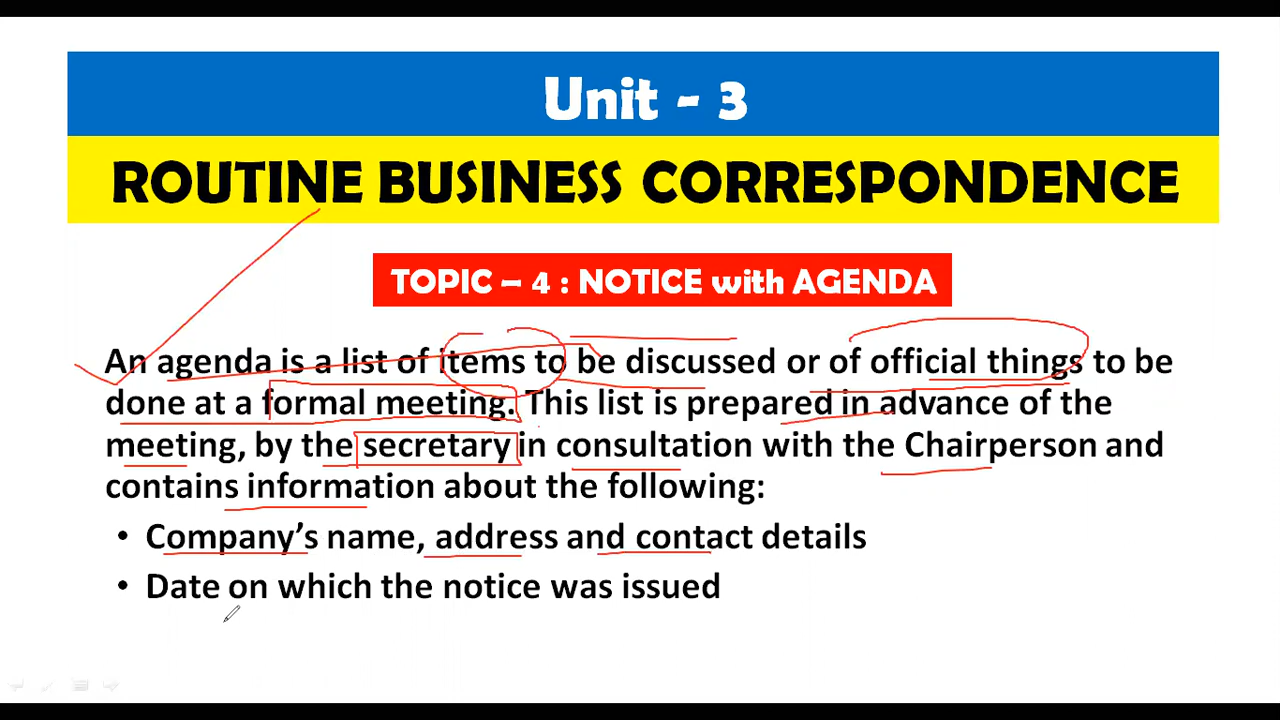 Unit - 3
ROUTINE BUSINESS CORRESPONDENCE
TOPIC – 4 : NOTICE with AGENDA
An agenda is a list of items to be discussed or of official things to be
done at a formal meeting. This list is prepared in advance of the
meeting, by the secretary in consultation with the Chairperson and
contains information about the following:
• Company’s name, address and contact details
• Date on which the notice was issued